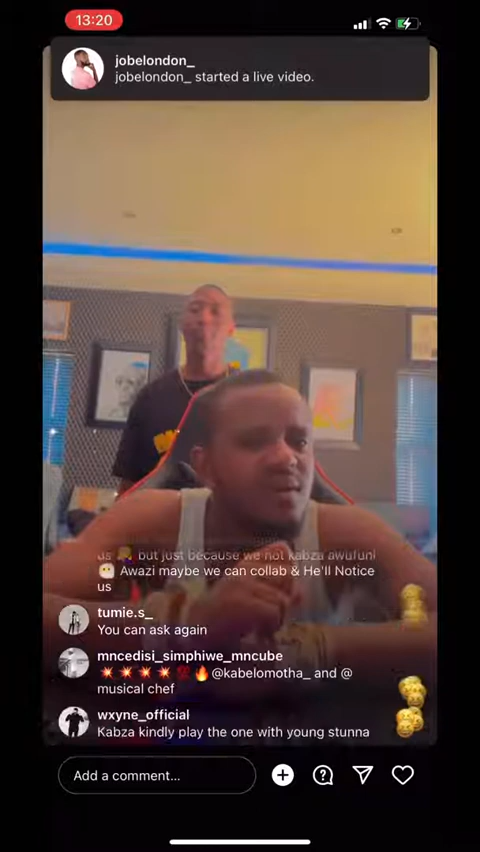 13:20
jobelondon_
jobelondon_ started a live video.
us but just because we not kabza awufuni
Awazi maybe we can collab & He'll Notice
us
tumie.s_
You can ask again
mncedisi_simphiwe_mncube
💥💥💥💥💯🔥@kabelomotha_ and @
musical chef
wxyne_official
Kabza kindly play the one with young stunna
Add a comment...